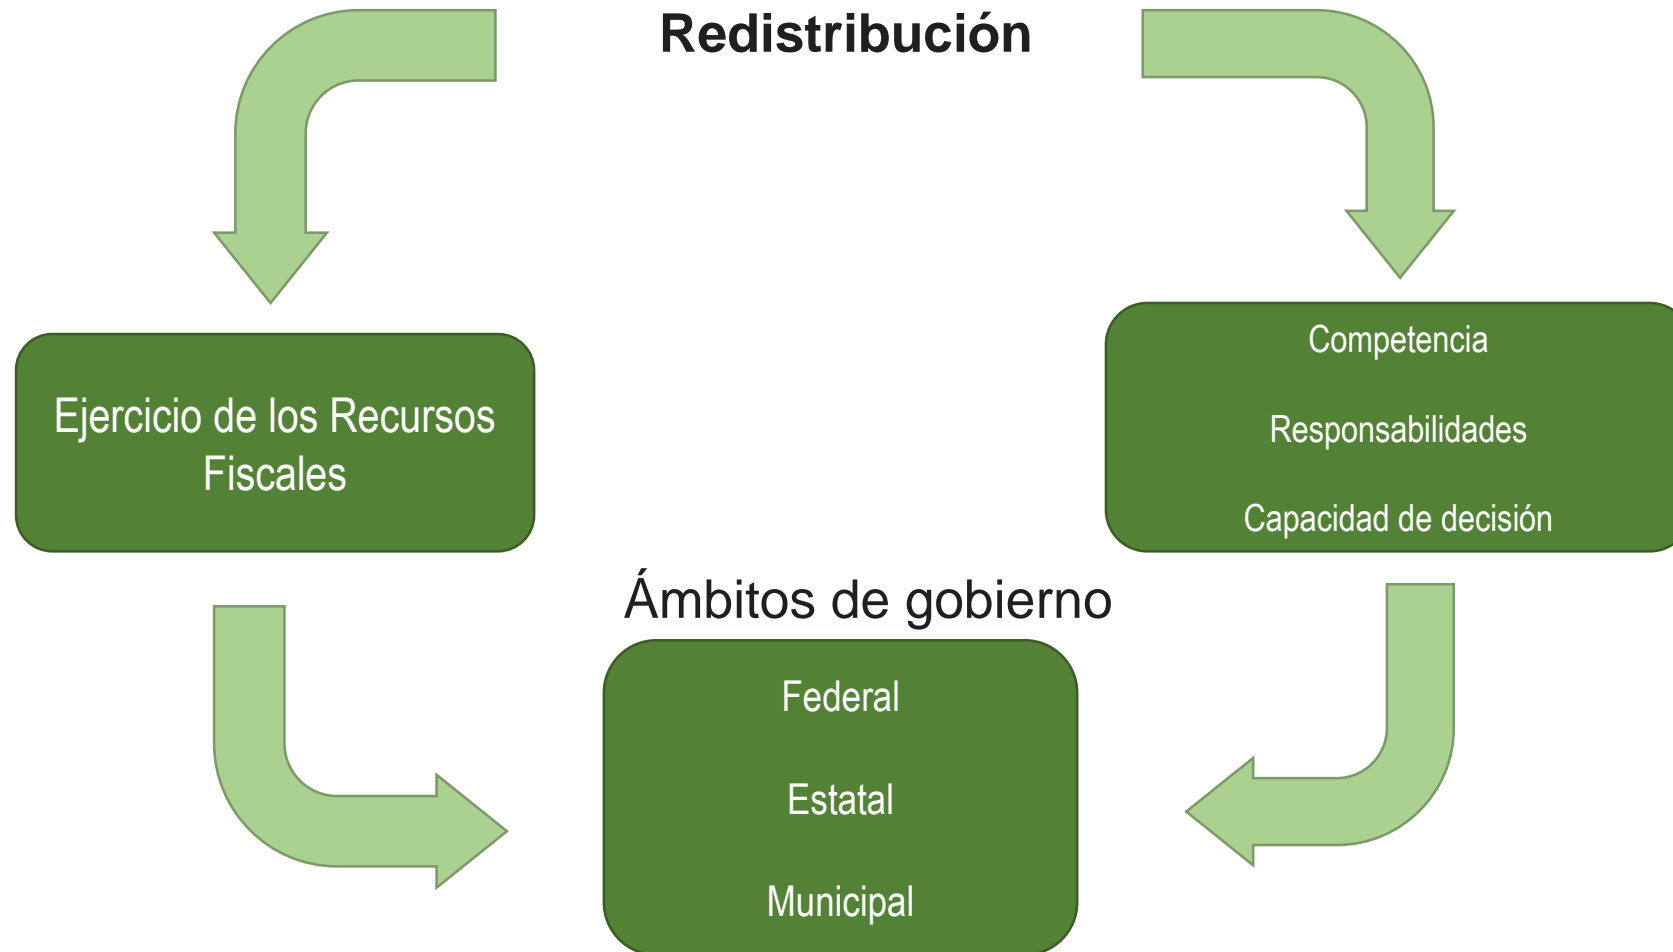 Redistribución
Ejercicio de los Recursos
Fiscales
Competencia
Responsabilidades
Capacidad de decisión
Ámbitos de gobierno
Federal
Estatal
Municipal